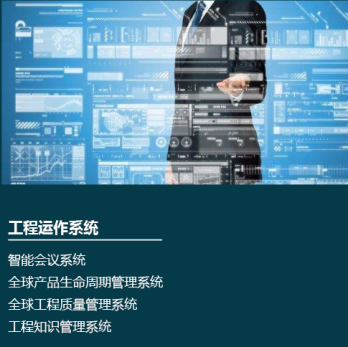 工程运作系统
智能会议系统
全球产品生命周期管理系统
全球工程质量管理系统
工程知识管理系统